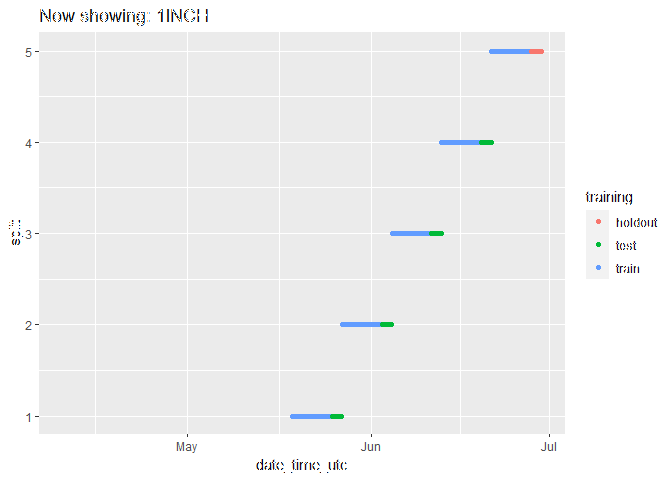 Now showing: 1INCH
5
4
3
2
1
May
Jun
Jul
date_time_utc
training
holdout
test
train